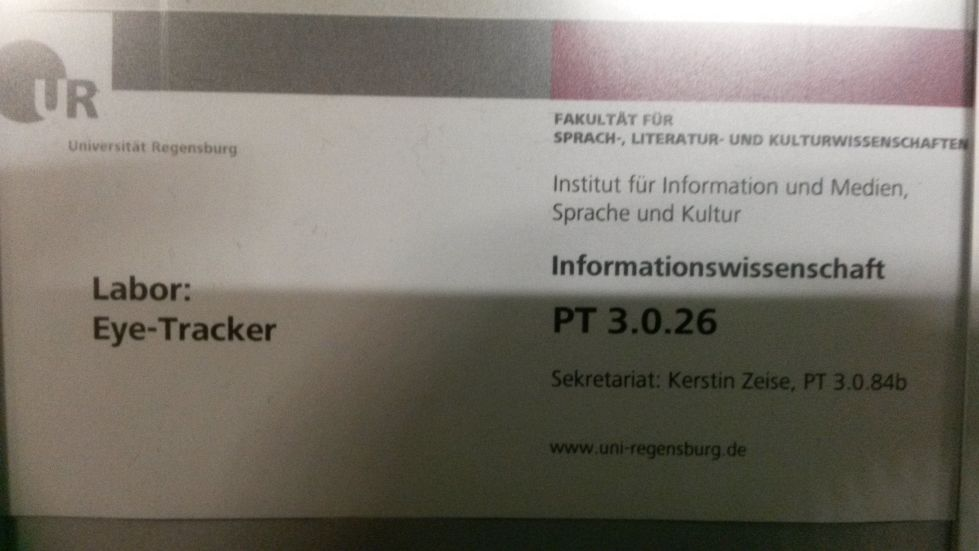 UR
Universität Regensburg
FAKULTÄT FÜR
SPRACH-, LITERATUR- UND KULTURWISSENSCHAFTEN
Institut für Information und Medien,
Sprache und Kultur
Informationswissenschaft
Labor:
Eye-Tracker
PT 3.0.26
Sekretariat: Kerstin Zeise, PT 3.0.84b
www.uni-regensburg.de